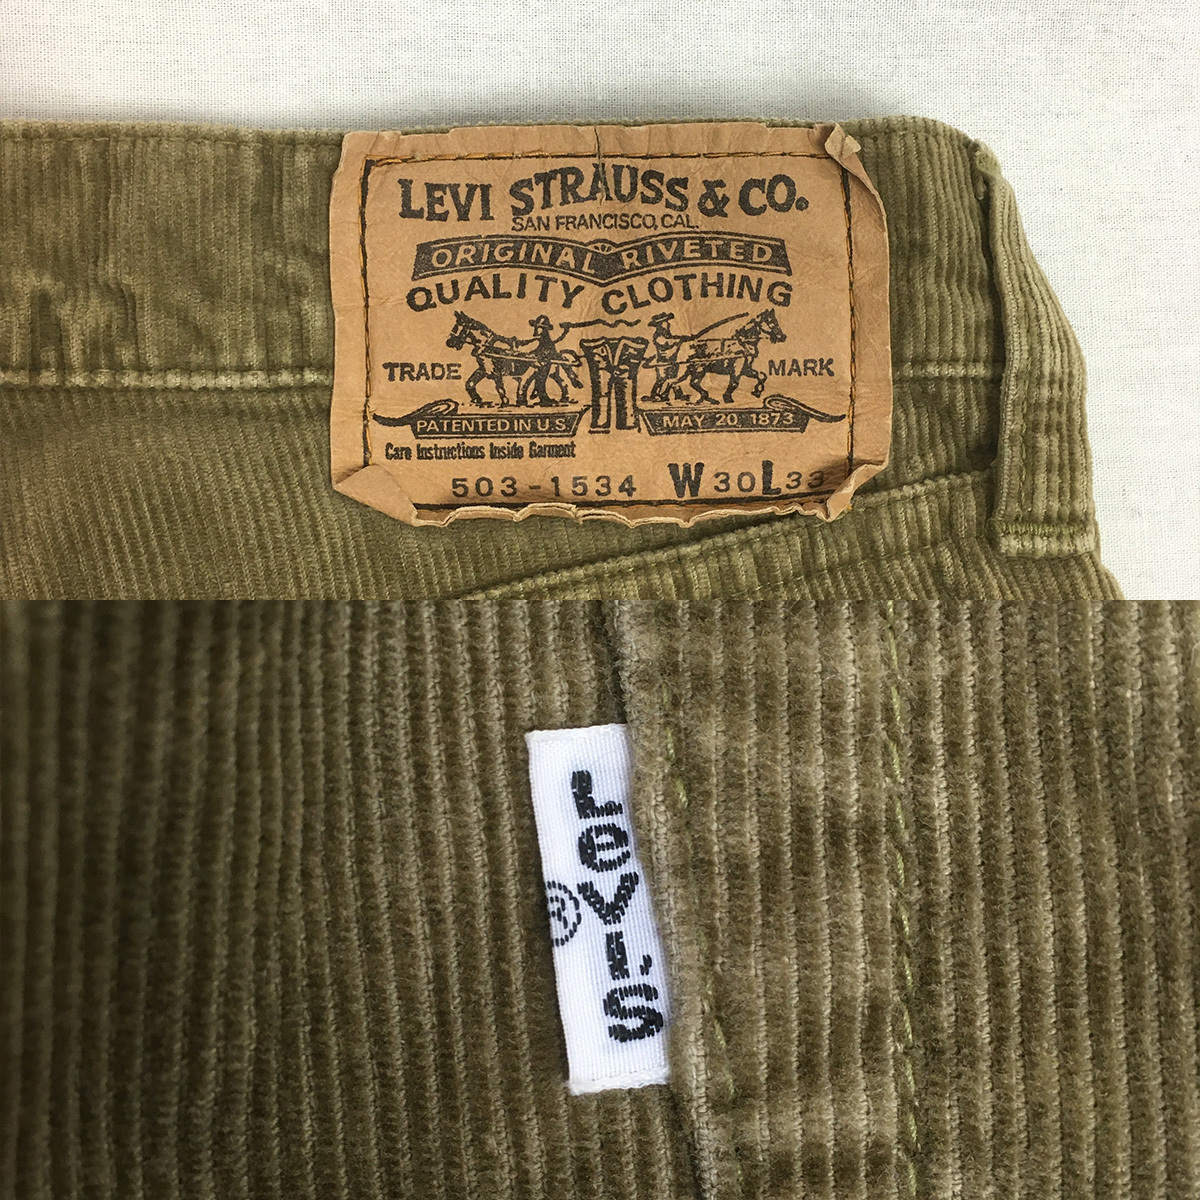 LEVI STRAUSS & CO.
SAN FRANCISCO, CAL.
ORIGINAL RIVETED
QUALITY CLOTHING
TRADE MARK
PATENTED IN U.S. MAY 20, 1873
Care Instructions Inside Garment
503-1534 W30L33
LEVI'S ®